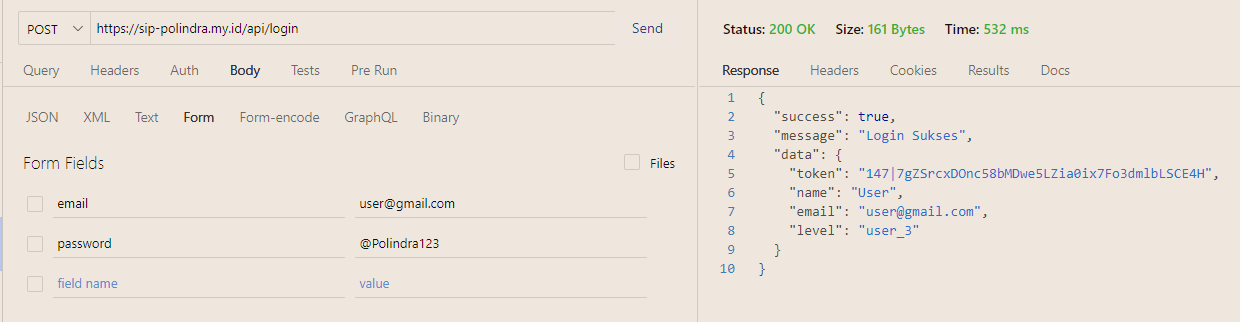 POST https://sip-polindra.my.id/api/login Send
Query Headers Auth Body Tests Pre Run
JSON XML Text Form Form-encode GraphQL Binary
Form Fields Files
email user@gmail.com
password @Polindra123
field name value
Status: 200 OK Size: 161 Bytes Time: 532 ms
Response Headers Cookies Results Docs
1 {
2 "success": true,
3 "message": "Login Sukses",
4 "data": {
5 "token": "147|7gZSrcxDOnc58bMDwe5LZia0ix7Fo3dmlbLSCE4H",
6 "name": "User",
7 "email": "user@gmail.com",
8 "level": "user_3"
9 }
10 }